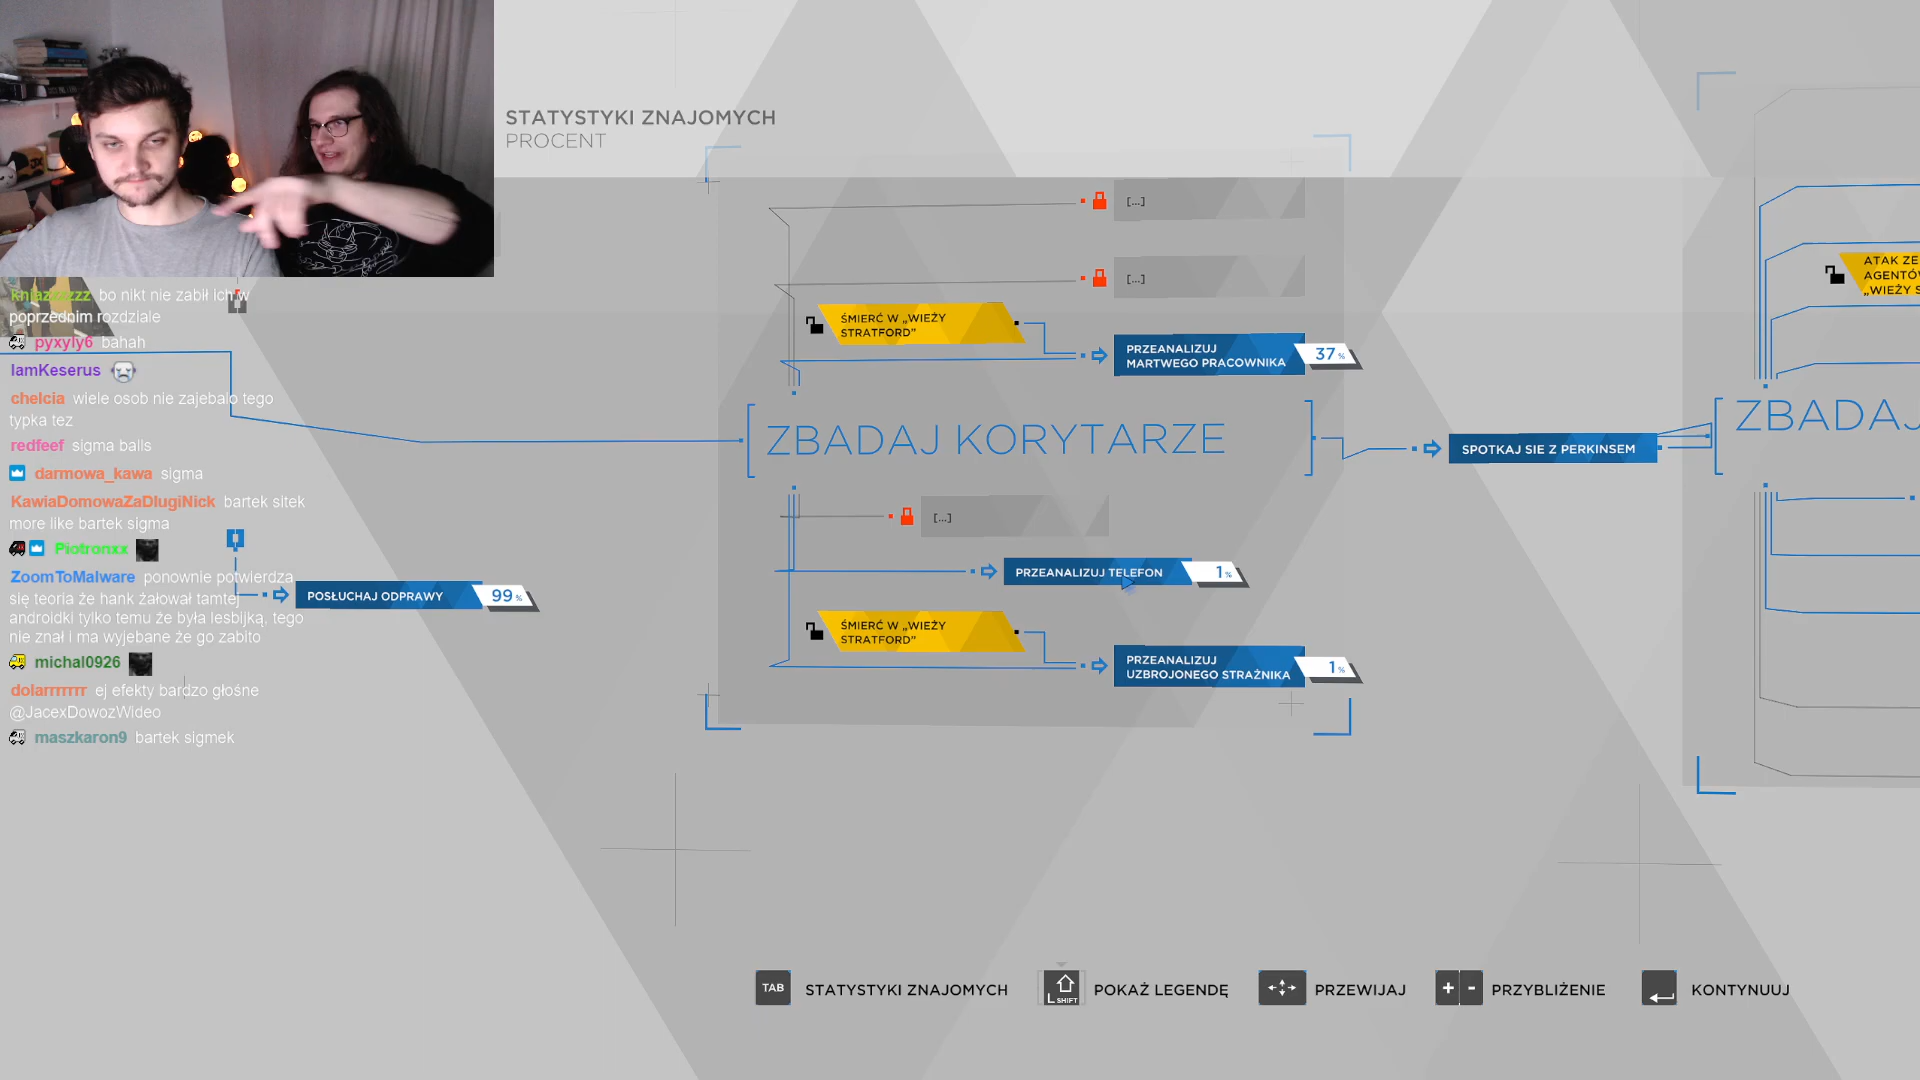 STATYSTYKI ZNAJOMYCH
PROCENT
kniazzzzzz bo nikt nie zabił ich w
poprzednim rozdziale
pyxyly6 bahah
IamKeserus
chelcia wiele osob nie zajebalo tego
typka tez
redfeef sigma balls
darmowa_kawa sigma
KawiaDomowaZaDlugiNick bartek sitek
more like bartek sigma
Piotronxx
ZoomToMalware ponownie potwierdza
się teoria że hank żałował tamtej
androidki tylko temu że była lesbijką, tego
nie znał i ma wyjebane że go zabito
michal0926
dolarrrrrrr ej efekty bardzo głośne
@JacexDowozWideo
maszkaron9 bartek sigmek
POSŁUCHAJ ODPRAWY 99%
[...]
[...]
ŚMIERĆ W „WIEŻY
STRATFORD”
PRZEANALIZUJ
MARTWEGO PRACOWNIKA 37%
ZBADAJ KORYTARZE
[...]
PRZEANALIZUJ TELEFON 1%
ŚMIERĆ W „WIEŻY
STRATFORD”
PRZEANALIZUJ
UZBROJONEGO STRAŻNIKA 1%
SPOTKAJ SIE Z PERKINSEM
ATAK ZE
AGENTÓW
„WIEŻY S
ZBADAJ
TAB STATYSTYKI ZNAJOMYCH
L SHIFT POKAŻ LEGENDĘ
PRZEWIJAJ
+ - PRZYBLIŻENIE
KONTYNUUJ